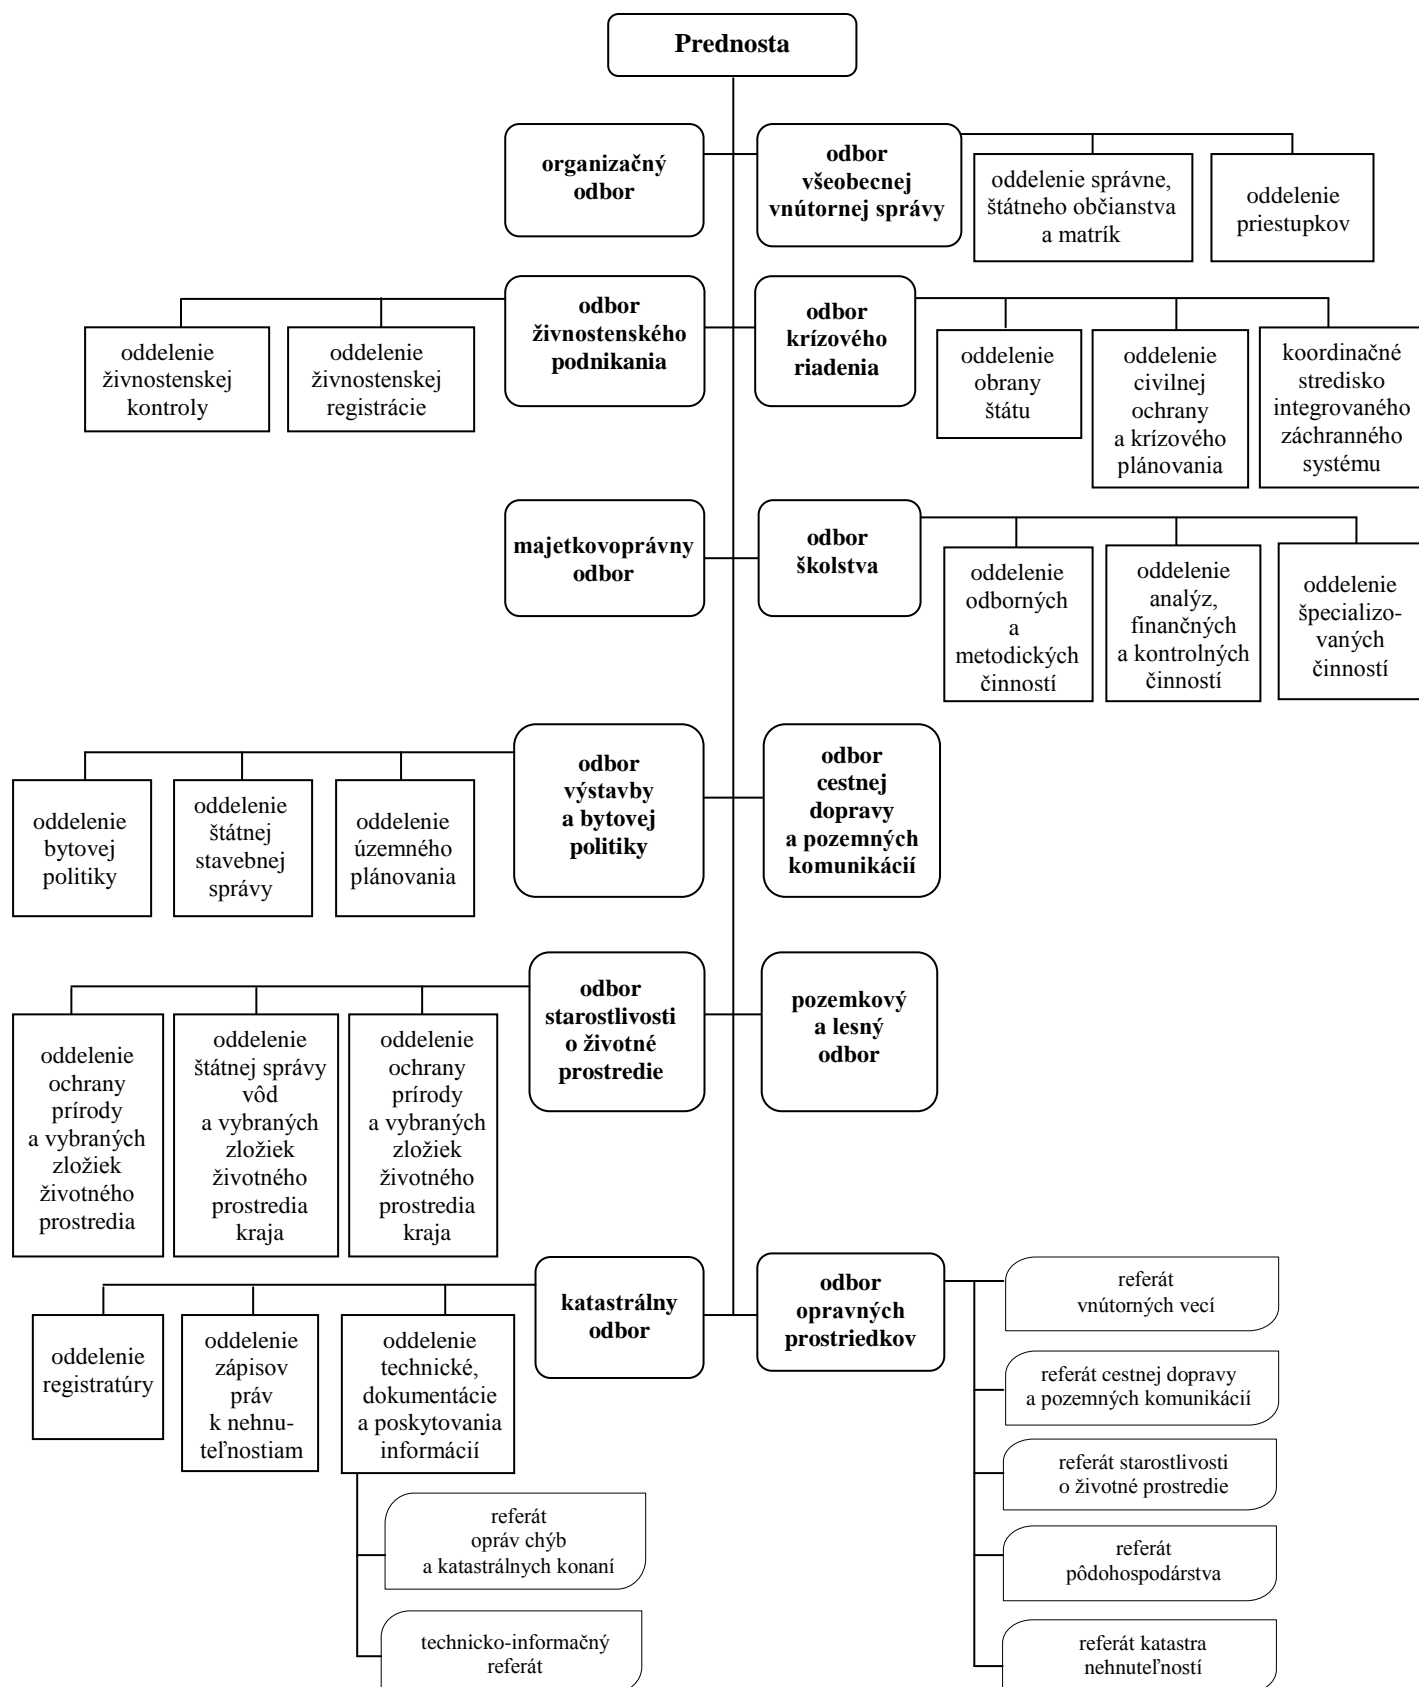 Prednosta
organizačný
odbor
odbor
všeobecnej
vnútornej správy
oddelenie správne,
štátneho občianstva
a matrík
oddelenie
priestupkov
oddelenie
živnostenskej
kontroly
oddelenie
živnostenskej
registrácie
odbor
živnostenského
podnikania
odbor
krízového
riadenia
oddelenie
obrany
štátu
oddelenie
civilnej
ochrany
a krízového
plánovania
koordinačné
stredisko
integrovaného
záchranného
systému
majetkovoprávny
odbor
odbor
školstva
oddelenie
odborných
a
metodických
činností
oddelenie
analýz,
finančných
a kontrolných
činností
oddelenie
špecializo-
vaných
činností
oddelenie
bytovej
politiky
oddelenie
štátnej
stavebnej
správy
oddelenie
územného
plánovania
odbor
výstavby
a bytovej
politiky
odbor
cestnej
dopravy
a pozemných
komunikácií
oddelenie
ochrany
prírody
a vybraných
zložiek
životného
prostredia
oddelenie
štátnej správy
vôd
a vybraných
zložiek
životného
prostredia
kraja
oddelenie
ochrany
prírody
a vybraných
zložiek
životného
prostredia
kraja
odbor
starostlivosti
o životné
prostredie
pozemkový
a lesný
odbor
oddelenie
registratúry
oddelenie
zápisov
práv
k nehnu-
teľnostiam
oddelenie
technické,
dokumentácie
a poskytovania
informácií
katastrálny
odbor
odbor
opravných
prostriedkov
referát
vnútorných vecí
referát cestnej dopravy
a pozemných komunikácií
referát starostlivosti
o životné prostredie
referát
pôdohospodárstva
referát katastra
nehnuteľností
referát
opráv chýb
a katastrálnych konaní
technicko-informačný
referát